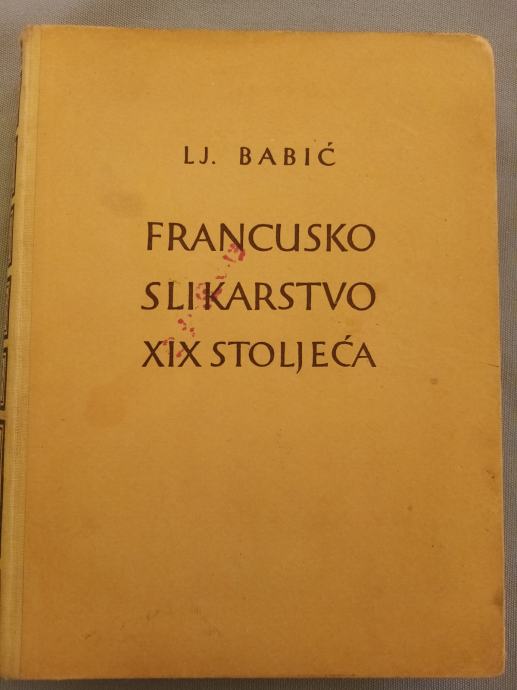 LJ. BABIĆ
FRANCUSKO
SLIKARSTVO
XIX STOLJEĆA